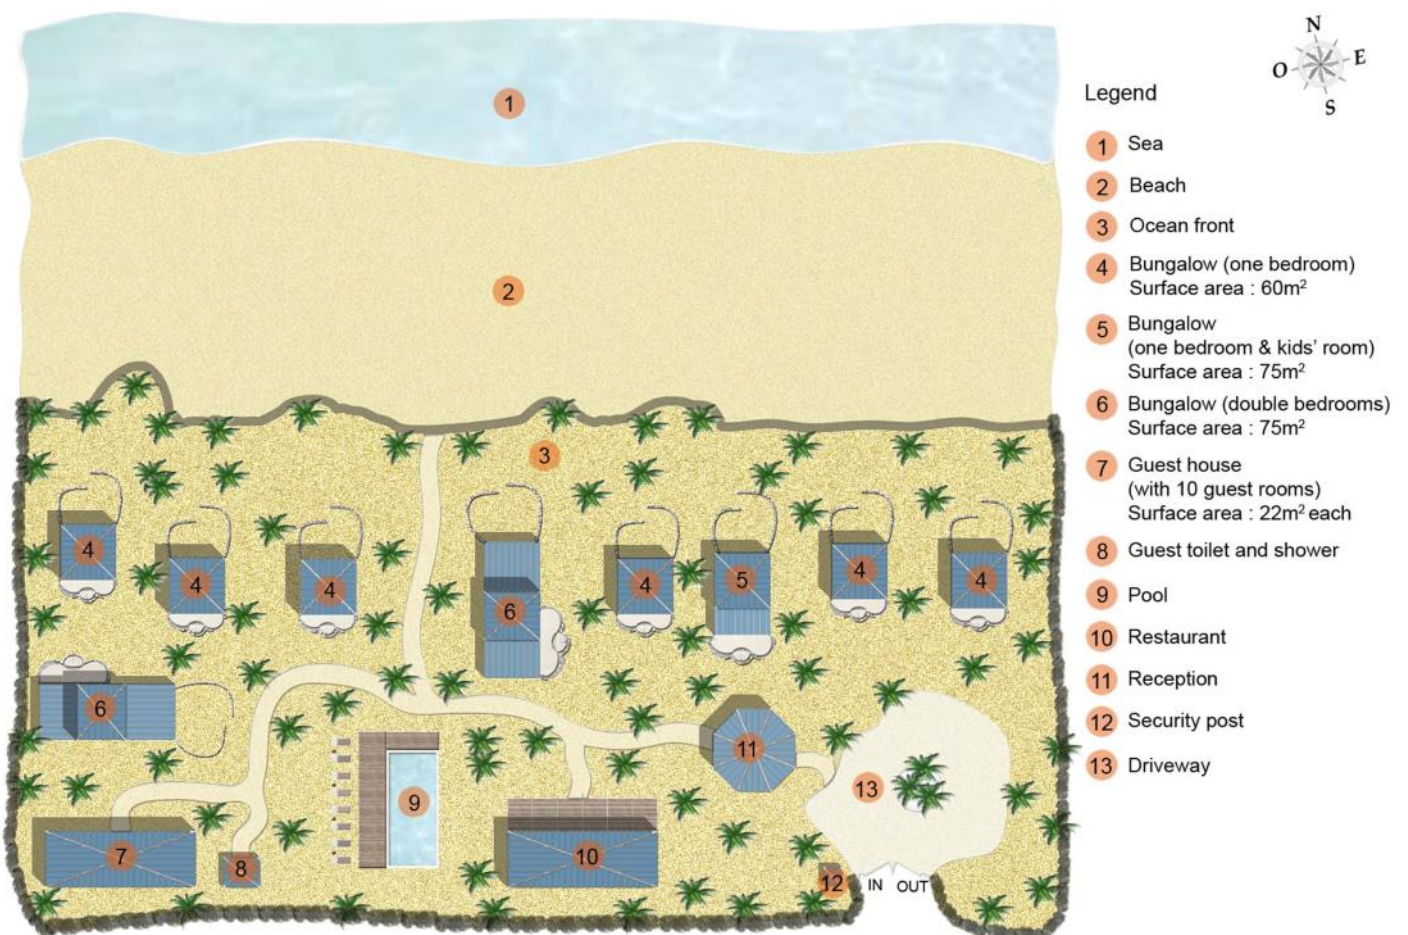 N
O
E
S
Legend
1 Sea
2 Beach
3 Ocean front
4 Bungalow (one bedroom)
Surface area : 60m²
5 Bungalow
(one bedroom & kids' room)
Surface area : 75m²
6 Bungalow (double bedrooms)
Surface area : 75m²
7 Guest house
(with 10 guest rooms)
Surface area : 22m² each
8 Guest toilet and shower
9 Pool
10 Restaurant
11 Reception
12 Security post
13 Driveway
1
2
3
4
4
4
6
4
5
4
4
6
11
13
9
7
8
10
12
IN OUT